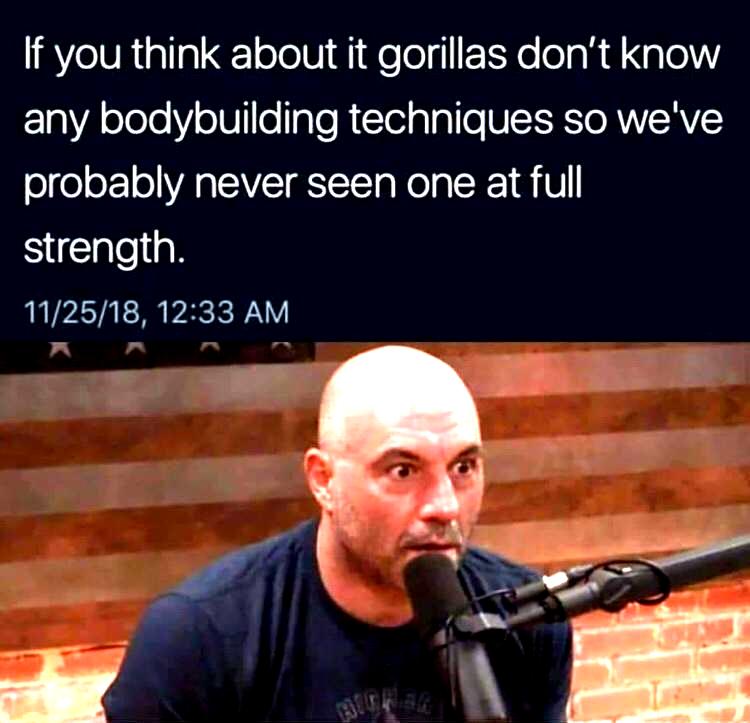 If you think about it gorillas don't know
any bodybuilding techniques so we've
probably never seen one at full
strength.
11/25/18, 12:33 AM